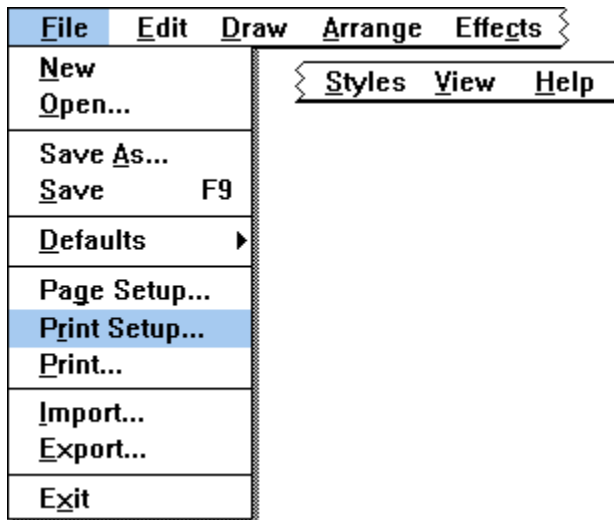 File Edit Draw Arrange Effects
Styles View Help
New
Open...
Save As...
Save F9
Defaults
Page Setup...
Print Setup...
Print...
Import...
Export...
Exit